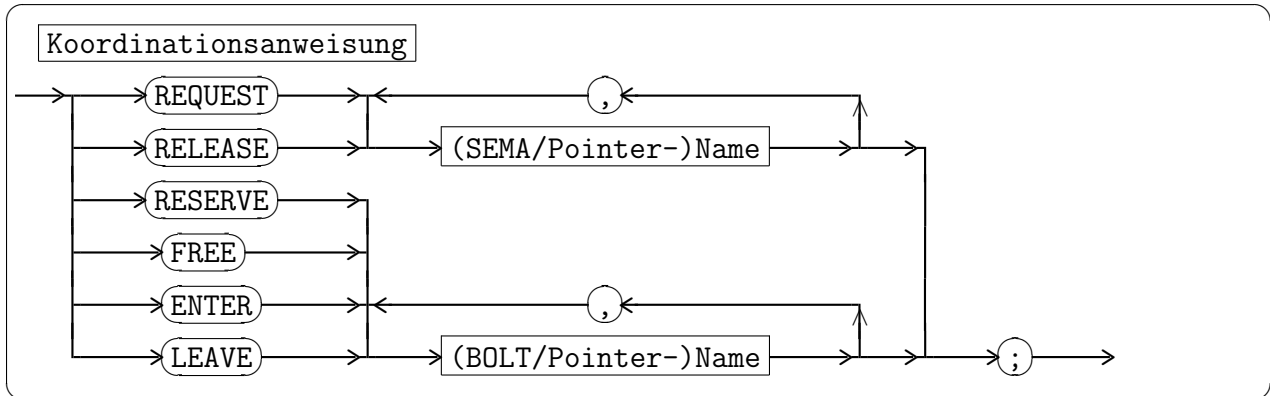 Koordinationsanweisung
REQUEST ,
RELEASE (SEMA/Pointer-)Name
RESERVE
FREE
ENTER ,
LEAVE (BOLT/Pointer-)Name ;